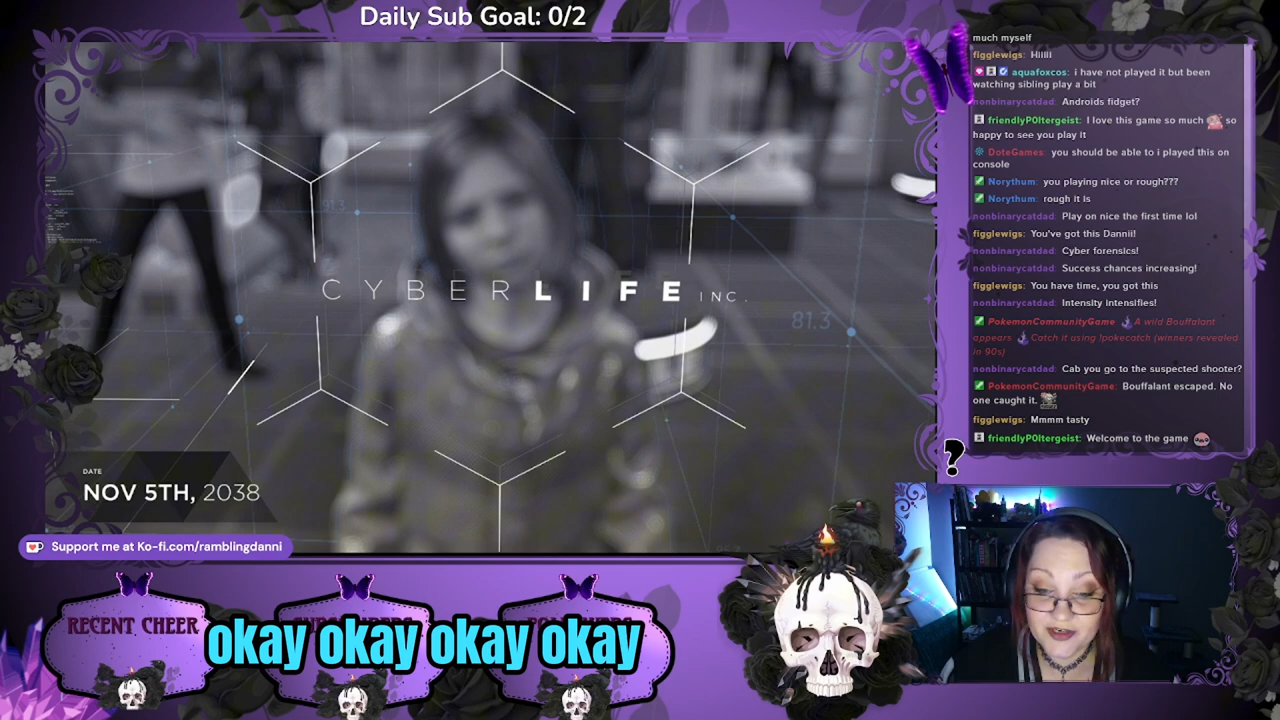 Daily Sub Goal: 0/2
much myself
figglewigs: Hiiiii
aquafoxcos: i have not played it but been
watching sibling play a bit
nonbinarycatdad: Androids fidget?
friendlyP0ltergeist: I love this game so much so
happy to see you play it
DoteGames: you should be able to i played this on
console
Norythum: you playing nice or rough???
Norythum: rough it is
nonbinarycatdad: Play on nice the first time lol
figglewigs: You've got this Dannii!
nonbinarycatdad: Cyber forensics!
nonbinarycatdad: Success chances increasing!
figglewigs: You have time, you got this
nonbinarycatdad: Intensity intensifies!
PokemonCommunityGame: A wild Bouffalant
appears Catch it using !pokecatch (winners revealed
in 90s)
nonbinarycatdad: Cab you go to the suspected shooter?
PokemonCommunityGame: Bouffalant escaped. No
one caught it.
figglewigs: Mmmm tasty
friendlyP0ltergeist: Welcome to the game
?
91.3
CYBERLIFE INC.
81.3
DATE
NOV 5TH, 2038
Support me at Ko-fi.com/ramblingdanni
RECENT CHEER
okay okay okay okay